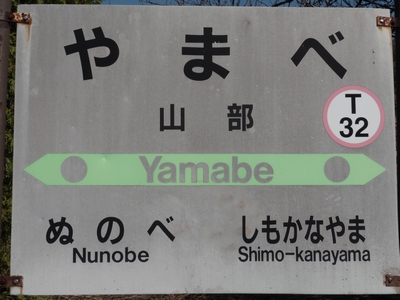 やまべ
山部
T
32
Yamabe
ぬのべ
Nunobe
しもかなやま
Shimo-kanayama